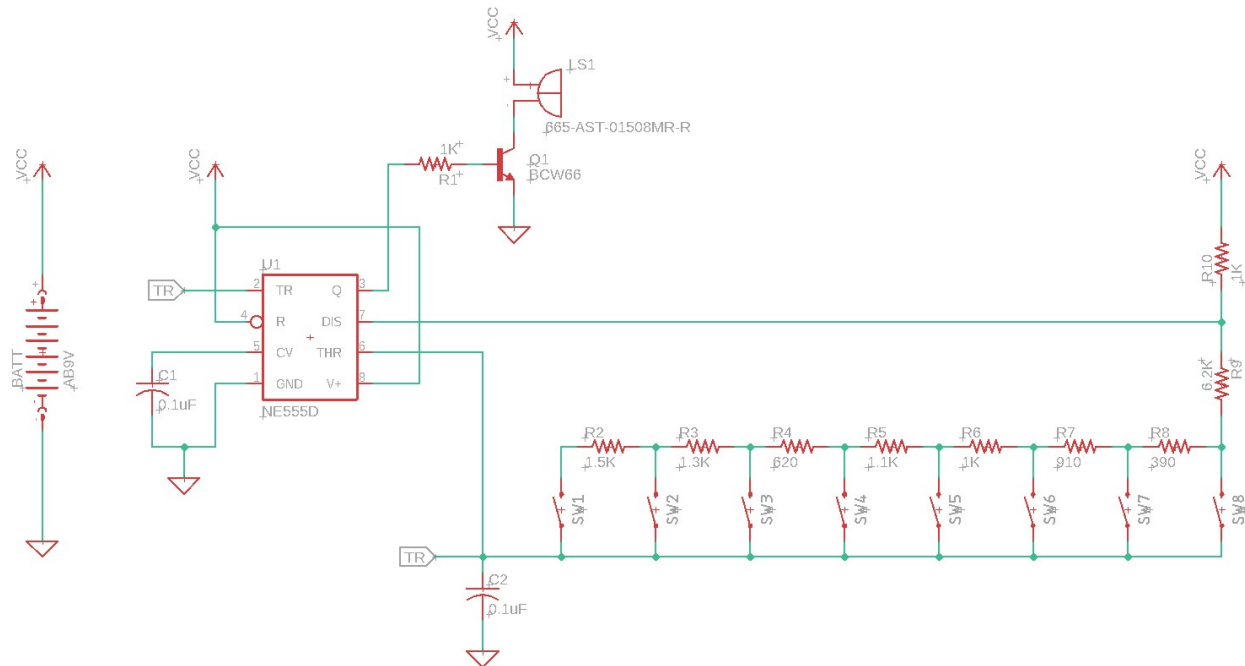 VCC
LS1
665-AST-01508MR-R
1K
R1
Q1
BCW66
VCC
VCC
VCC
R10
1K
U1
TR
2
TR
Q
3
4
R
DIS
7
5
CV
THR
6
1
GND
V+
8
NE555D
BATT
AB9V
C1
0.1uF
6.2K
R9
R2
1.5K
R3
1.3K
R4
620
R5
1.1K
R6
1K
R7
910
R8
390
SW1
SW2
SW3
SW4
SW5
SW6
SW7
SW8
TR
C2
0.1uF